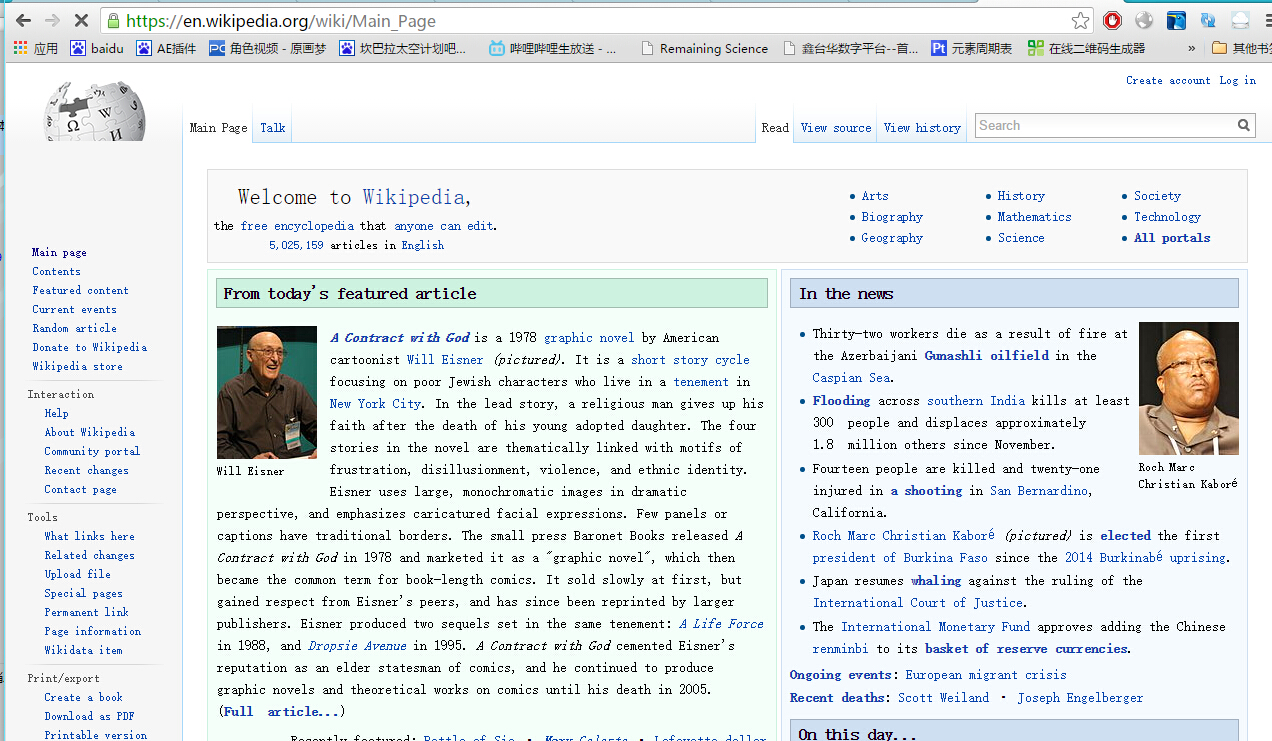 https://en.wikipedia.org/wiki/Main_Page
应用 baidu AE插件 角色视频 - 原画梦 坎巴拉太空计划吧... 哔哩哔哩生放送 - ... Remaining Science 鑫台华数字平台--首... Pt 元素周期表 在线二维码生成器 » 其他书签
Create account Log in
Main Page Talk Read View source View history Search
Welcome to Wikipedia,
the free encyclopedia that anyone can edit.
5,025,159 articles in English
Arts History Society
Biography Mathematics Technology
Geography Science All portals
Main page
Contents
Featured content
Current events
Random article
Donate to Wikipedia
Wikipedia store
Interaction
Help
About Wikipedia
Community portal
Recent changes
Contact page
Tools
What links here
Related changes
Upload file
Special pages
Permanent link
Page information
Wikidata item
Print/export
Create a book
Download as PDF
Printable version
From today's featured article
Will Eisner
A Contract with God is a 1978 graphic novel by American
cartoonist Will Eisner (pictured). It is a short story cycle
focusing on poor Jewish characters who live in a tenement in
New York City. In the lead story, a religious man gives up his
faith after the death of his young adopted daughter. The four
stories in the novel are thematically linked with motifs of
frustration, disillusionment, violence, and ethnic identity.
Eisner uses large, monochromatic images in dramatic
perspective, and emphasizes caricatured facial expressions. Few panels or
captions have traditional borders. The small press Baronet Books released A
Contract with God in 1978 and marketed it as a "graphic novel", which then
became the common term for book-length comics. It sold slowly at first, but
gained respect from Eisner's peers, and has since been reprinted by larger
publishers. Eisner produced two sequels set in the same tenement: A Life Force
in 1988, and Dropsie Avenue in 1995. A Contract with God cemented Eisner's
reputation as an elder statesman of comics, and he continued to produce
graphic novels and theoretical works on comics until his death in 2005.
(Full article...)
Recently featured: Battle of Sio · Mary Celeste · Lafayette dollar
In the news
Thirty-two workers die as a result of fire at
the Azerbaijani Gunashli oilfield in the
Caspian Sea.
Flooding across southern India kills at least
300 people and displaces approximately
1.8 million others since November.
Fourteen people are killed and twenty-one
injured in a shooting in San Bernardino,
California.
Roch Marc
Christian Kaboré
Roch Marc Christian Kaboré (pictured) is elected the first
president of Burkina Faso since the 2014 Burkinabé uprising.
Japan resumes whaling against the ruling of the
International Court of Justice.
The International Monetary Fund approves adding the Chinese
renminbi to its basket of reserve currencies.
Ongoing events: European migrant crisis
Recent deaths: Scott Weiland · Joseph Engelberger
On this day...